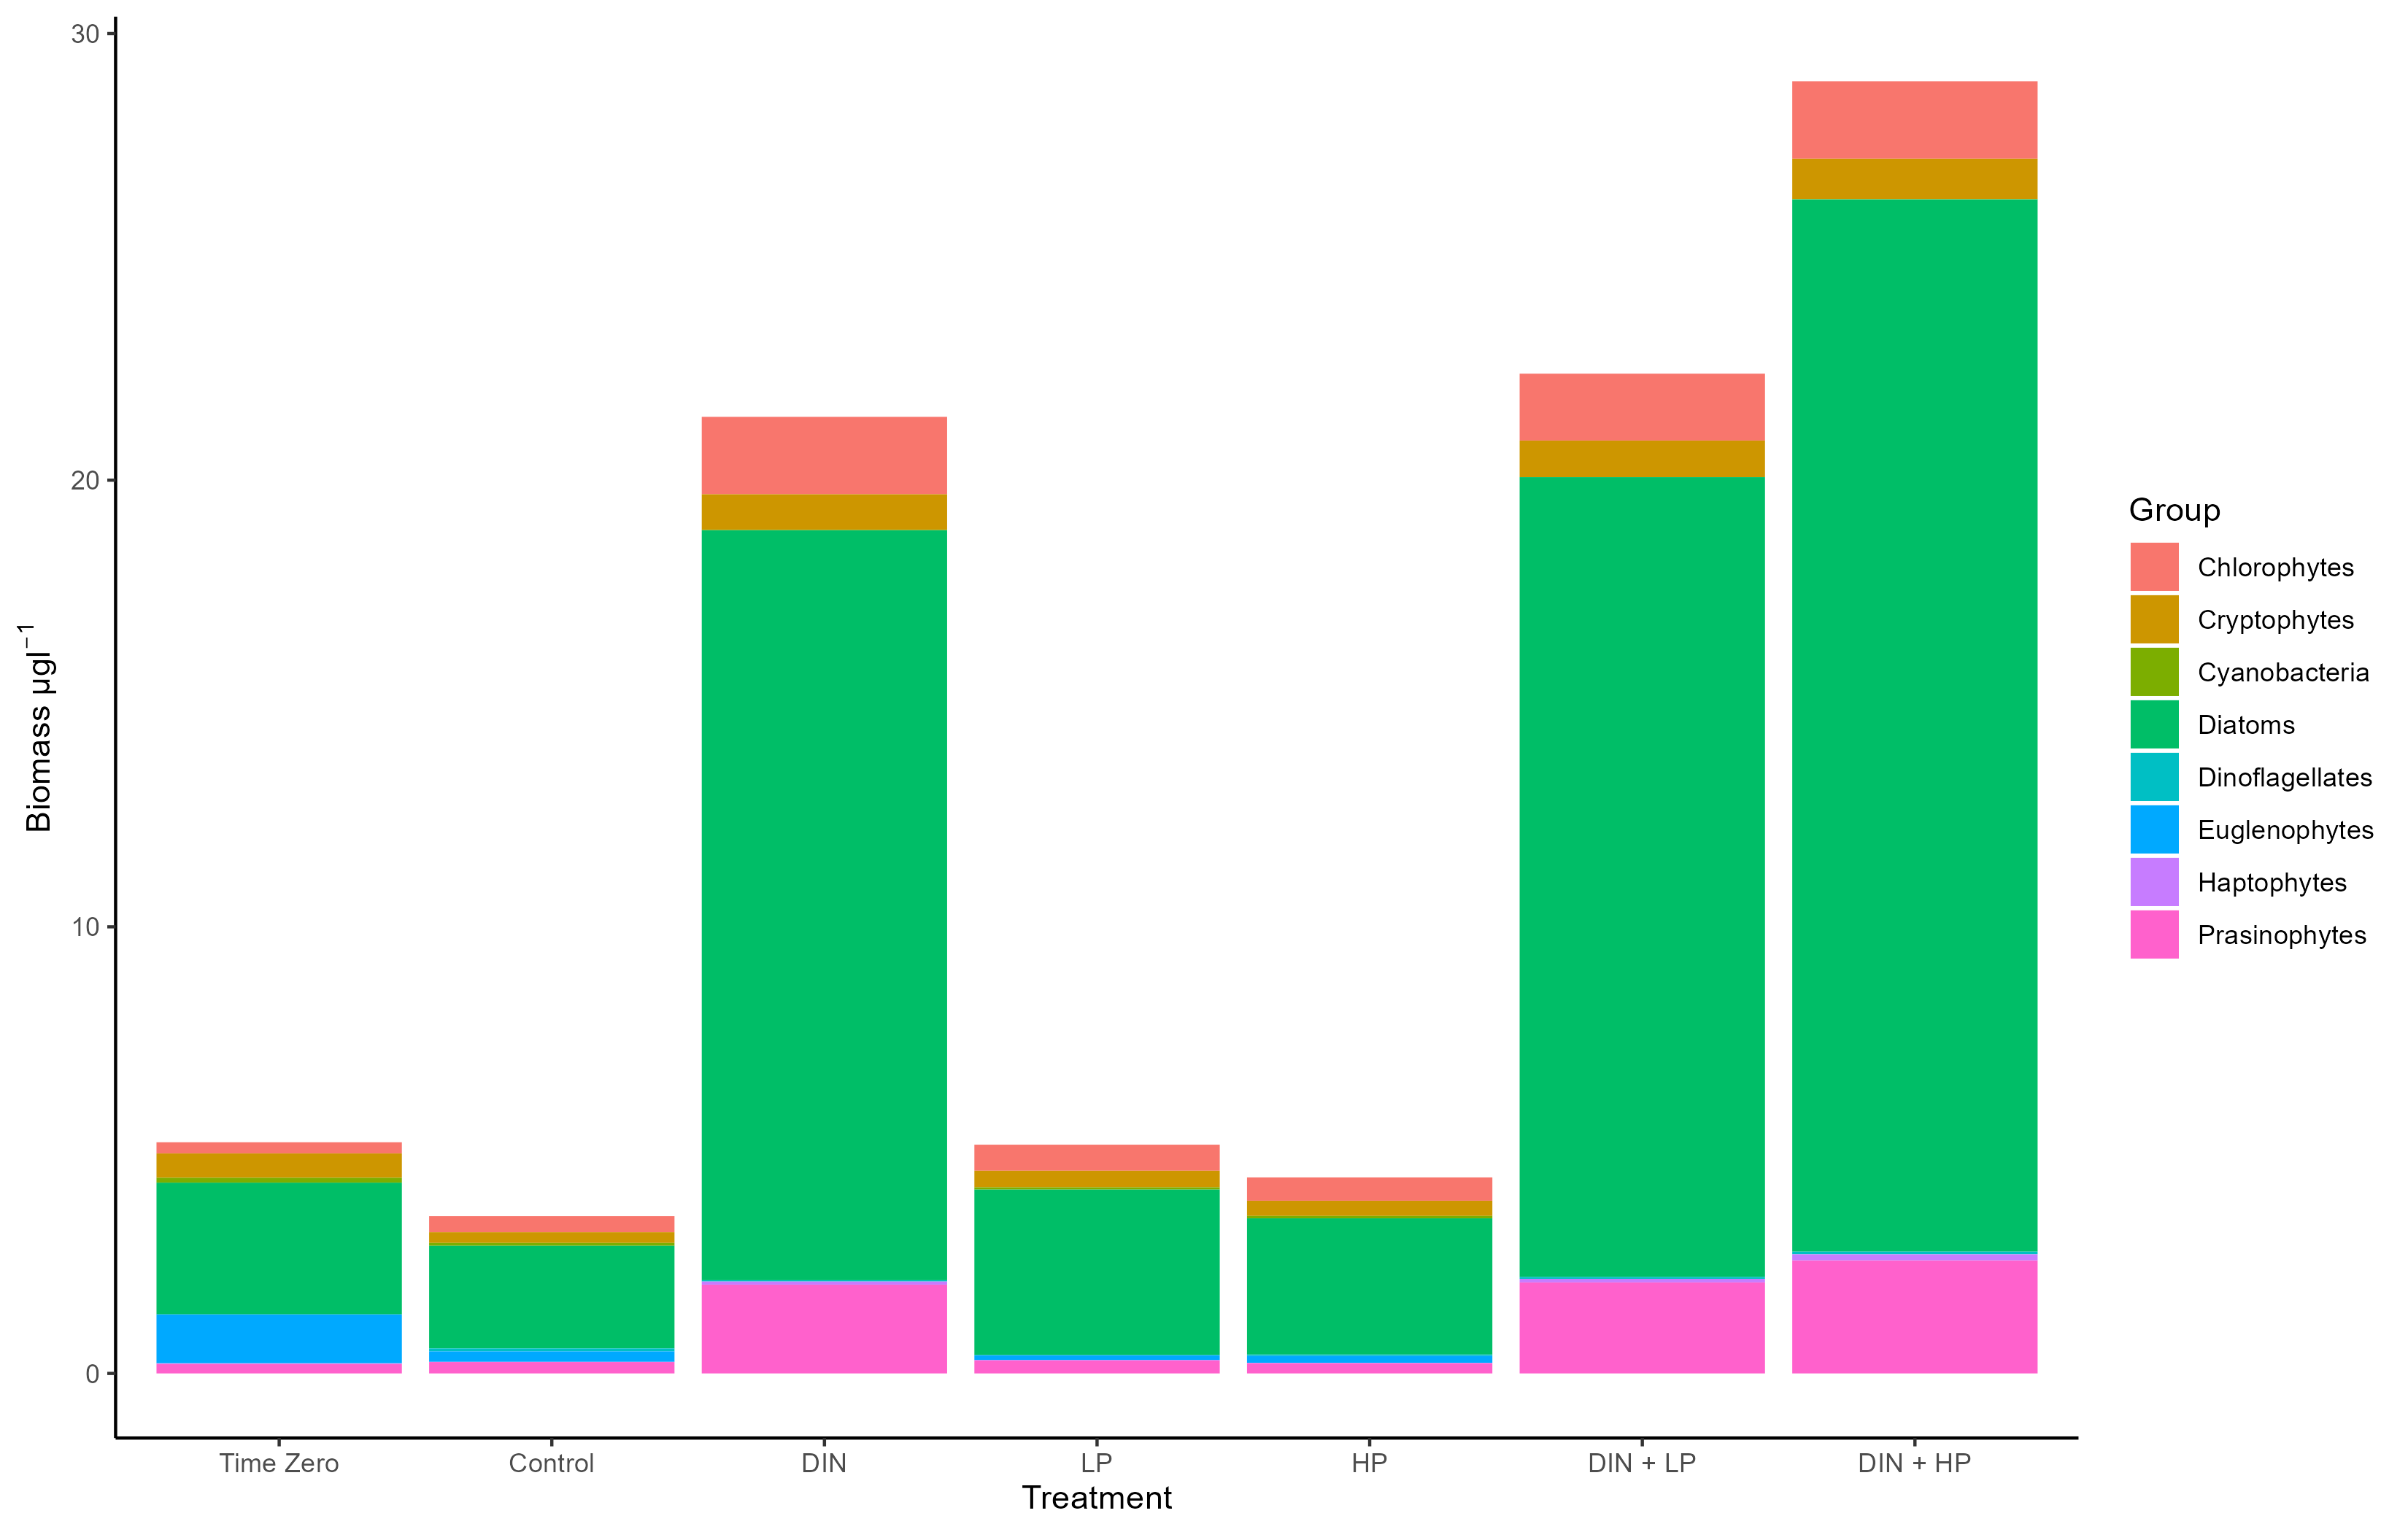 30
20
10
0
Biomass µgl⁻¹
Time Zero
Control
DIN
LP
HP
DIN + LP
DIN + HP
Treatment
Group
Chlorophytes
Cryptophytes
Cyanobacteria
Diatoms
Dinoflagellates
Euglenophytes
Haptophytes
Prasinophytes